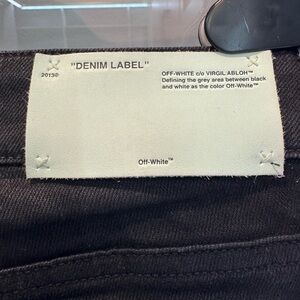 "DENIM LABEL"
20130
OFF-WHITE c/o VIRGIL ABLOH™
Defining the grey area between black
and white as the color Off-White™
Off-White™